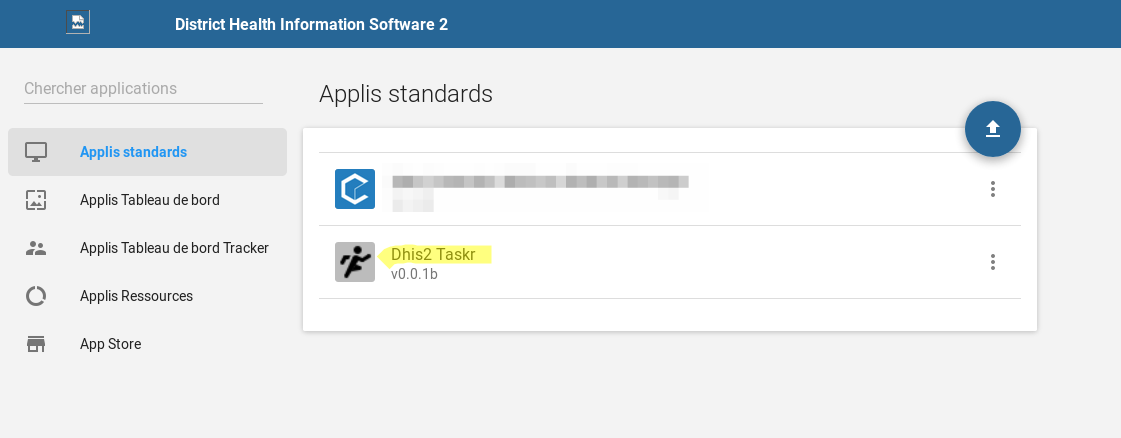 District Health Information Software 2
Chercher applications
Applis standards
Applis Tableau de bord
Applis Tableau de bord Tracker
Applis Ressources
App Store
Applis standards
Dhis2 Taskr
v0.0.1b